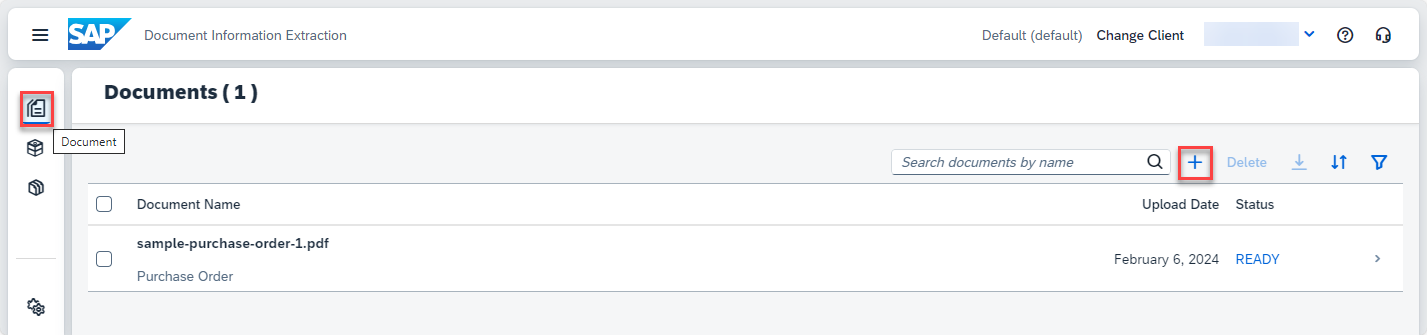 SAP Document Information Extraction Default (default) Change Client
Documents ( 1 )
Document
Search documents by name Delete
Document Name Upload Date Status
sample-purchase-order-1.pdf
February 6, 2024 READY
Purchase Order